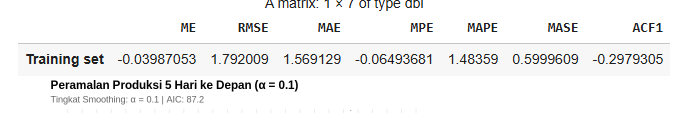 A matrix: 1 × 7 of type dbl
ME RMSE MAE MPE MAPE MASE ACF1
Training set -0.03987053 1.792009 1.569129 -0.06493681 1.48359 0.5999609 -0.2979305
Peramalan Produksi 5 Hari ke Depan (α = 0.1)
Tingkat Smoothing: α = 0.1 | AIC: 87.2